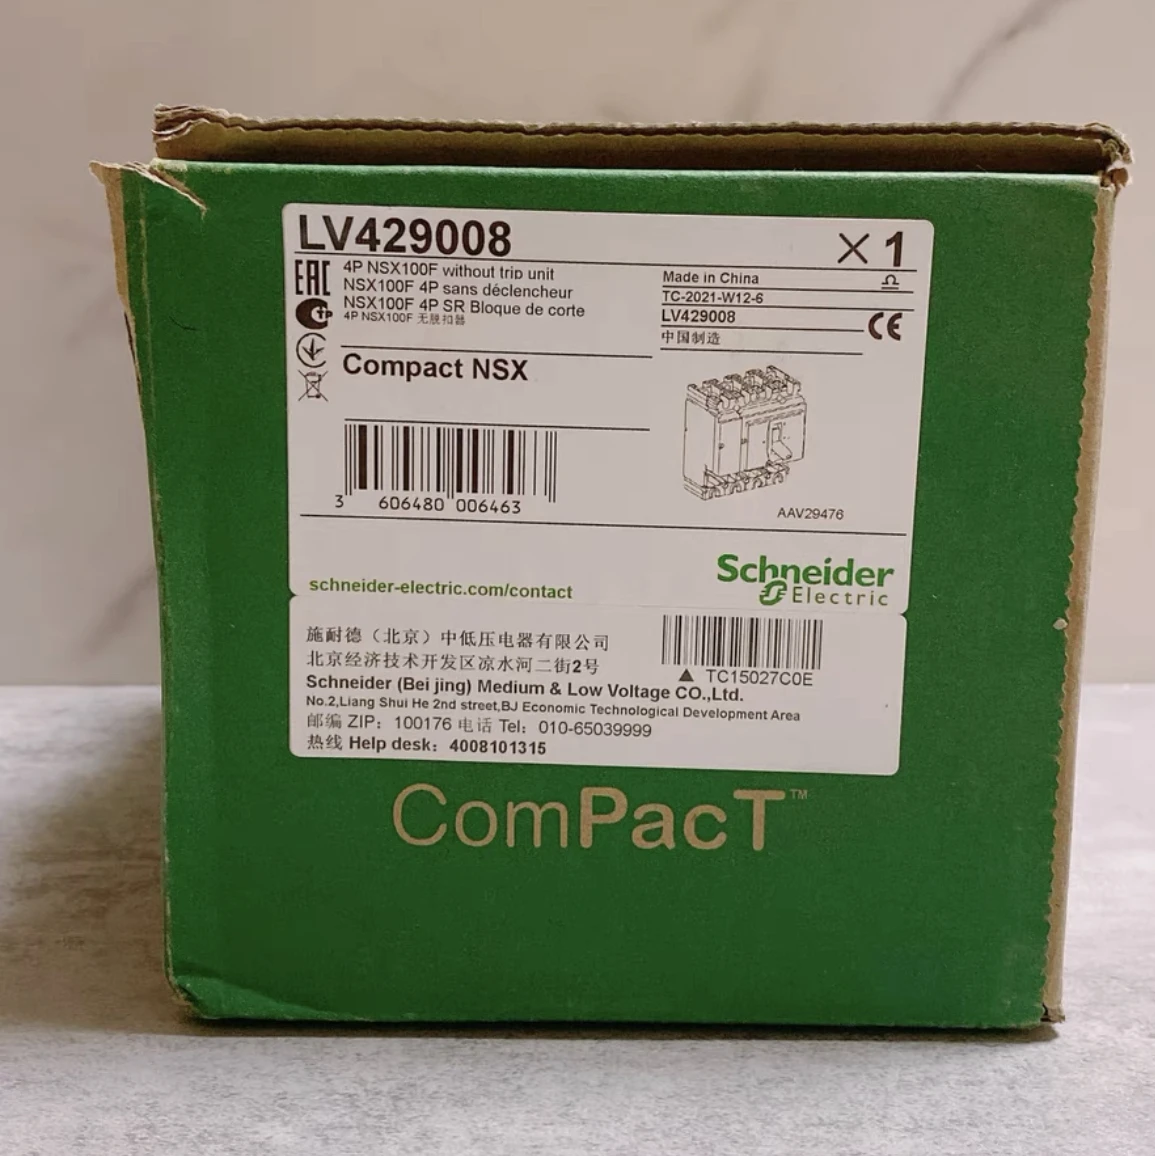 LV429008
X 1
4P NSX100F without trip unit
NSX100F 4P sans déclencheur
NSX100F 4P SR Bloque de corte
4P NSX100F 无脱扣器
EAC
Made in China
TC-2021-W12-6
LV429008
中国制造
CE
Compact NSX
3 606480 006463
AAV29476
schneider-electric.com/contact
Schneider
Electric
施耐德（北京）中低压电器有限公司
北京经济技术开发区凉水河二街2号
▲ TC15027C0E
Schneider (Bei jing) Medium & Low Voltage CO.,Ltd.
No.2,Liang Shui He 2nd street,BJ Economic Technological Development Area
邮编 ZIP: 100176 电话 Tel: 010-65039999
热线 Help desk: 4008101315
ComPacT™